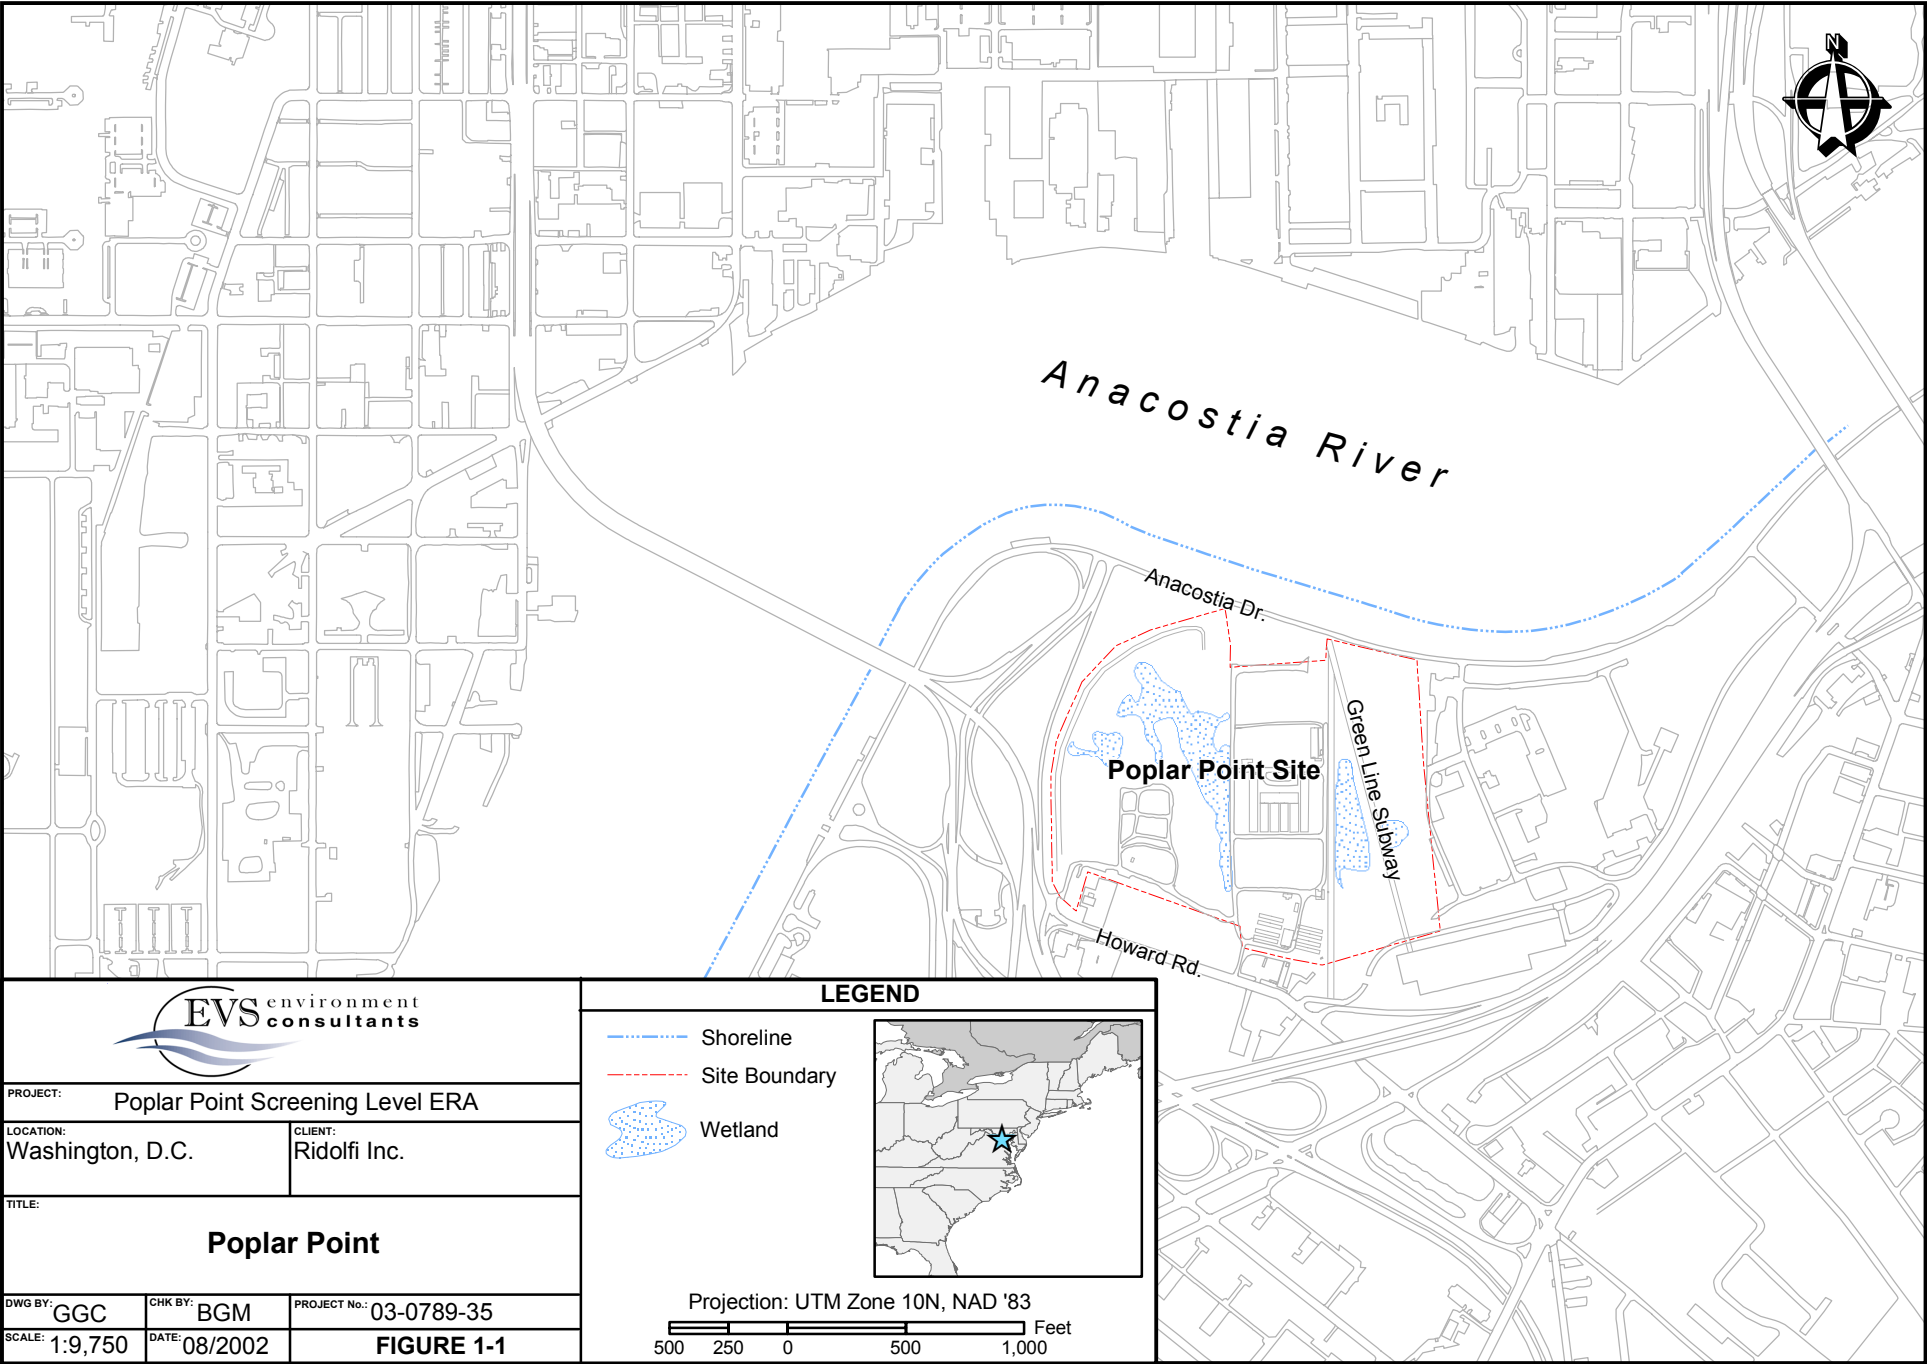 N
Anacostia River
Anacostia Dr.
Green Line Subway
Poplar Point Site
Howard Rd.
EVS environment
consultants
PROJECT: Poplar Point Screening Level ERA
LOCATION:
Washington, D.C.
CLIENT:
Ridolfi Inc.
TITLE:
Poplar Point
DWG BY: GGC
CHK BY: BGM
PROJECT No.: 03-0789-35
SCALE: 1:9,750
DATE: 08/2002
FIGURE 1-1
LEGEND
Shoreline
Site Boundary
Wetland
Projection: UTM Zone 10N, NAD '83
Feet
500 250 0 500 1,000